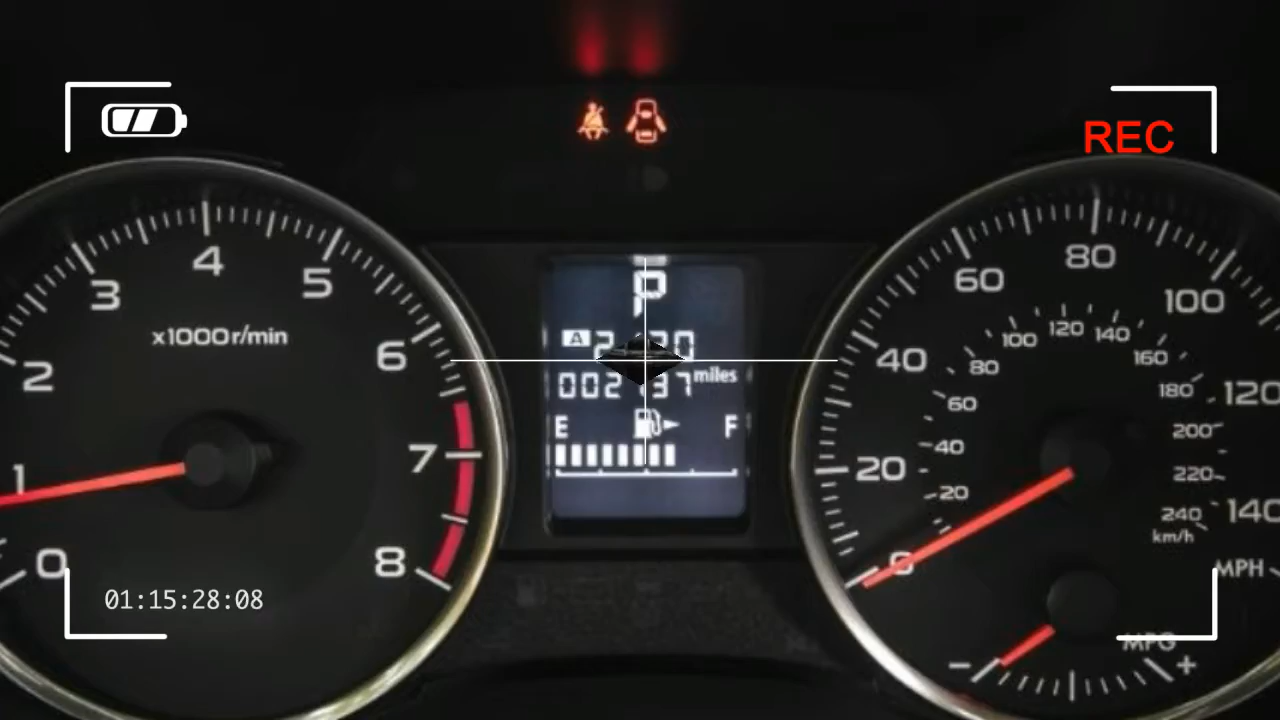 REC
P
A
miles
E F
x1000r/min
0 1 2 3 4 5 6 7 8
0 20 40 60 80 100 120 140
MPH
20 40 60 80 100 120 140 160 180 200 220 240
km/h
MPG
- +
01:15:28:08